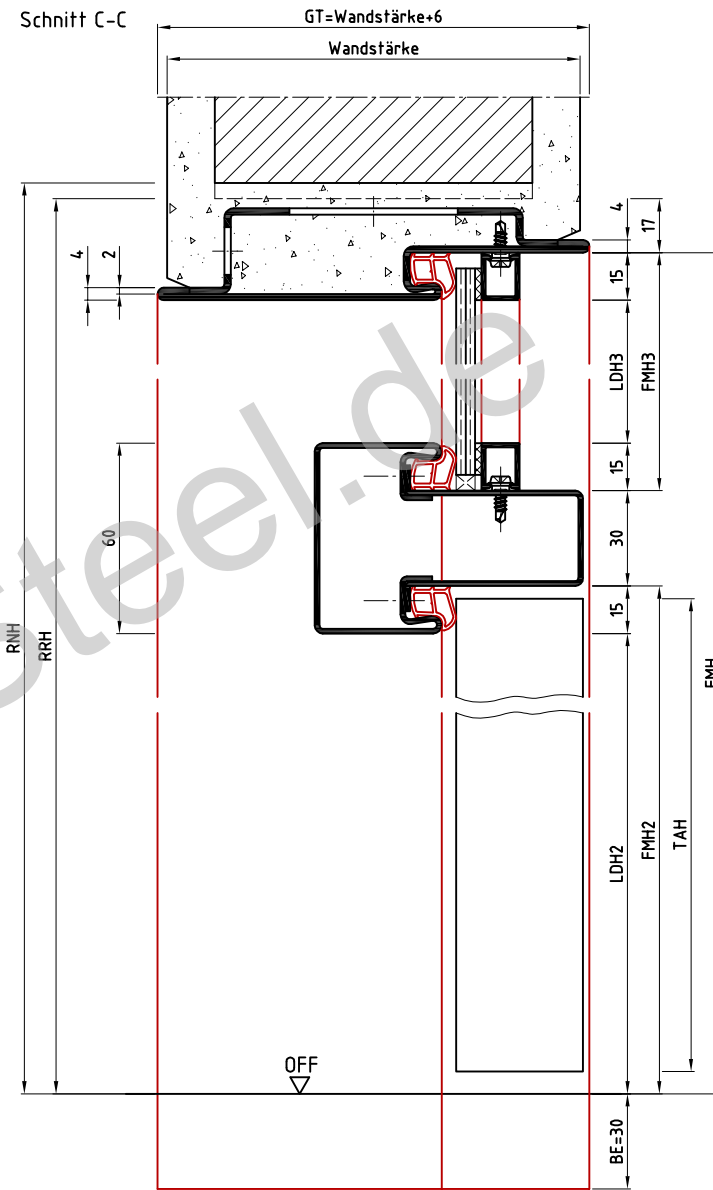 Schnitt C-C
GT=Wandstärke+6
Wandstärke
4
17
4
2
15
LDH3
FMH3
15
60
30
15
RNH
RRH
FMH
Steel.de
LDH2
FMH2
TAH
OFF
BE=30